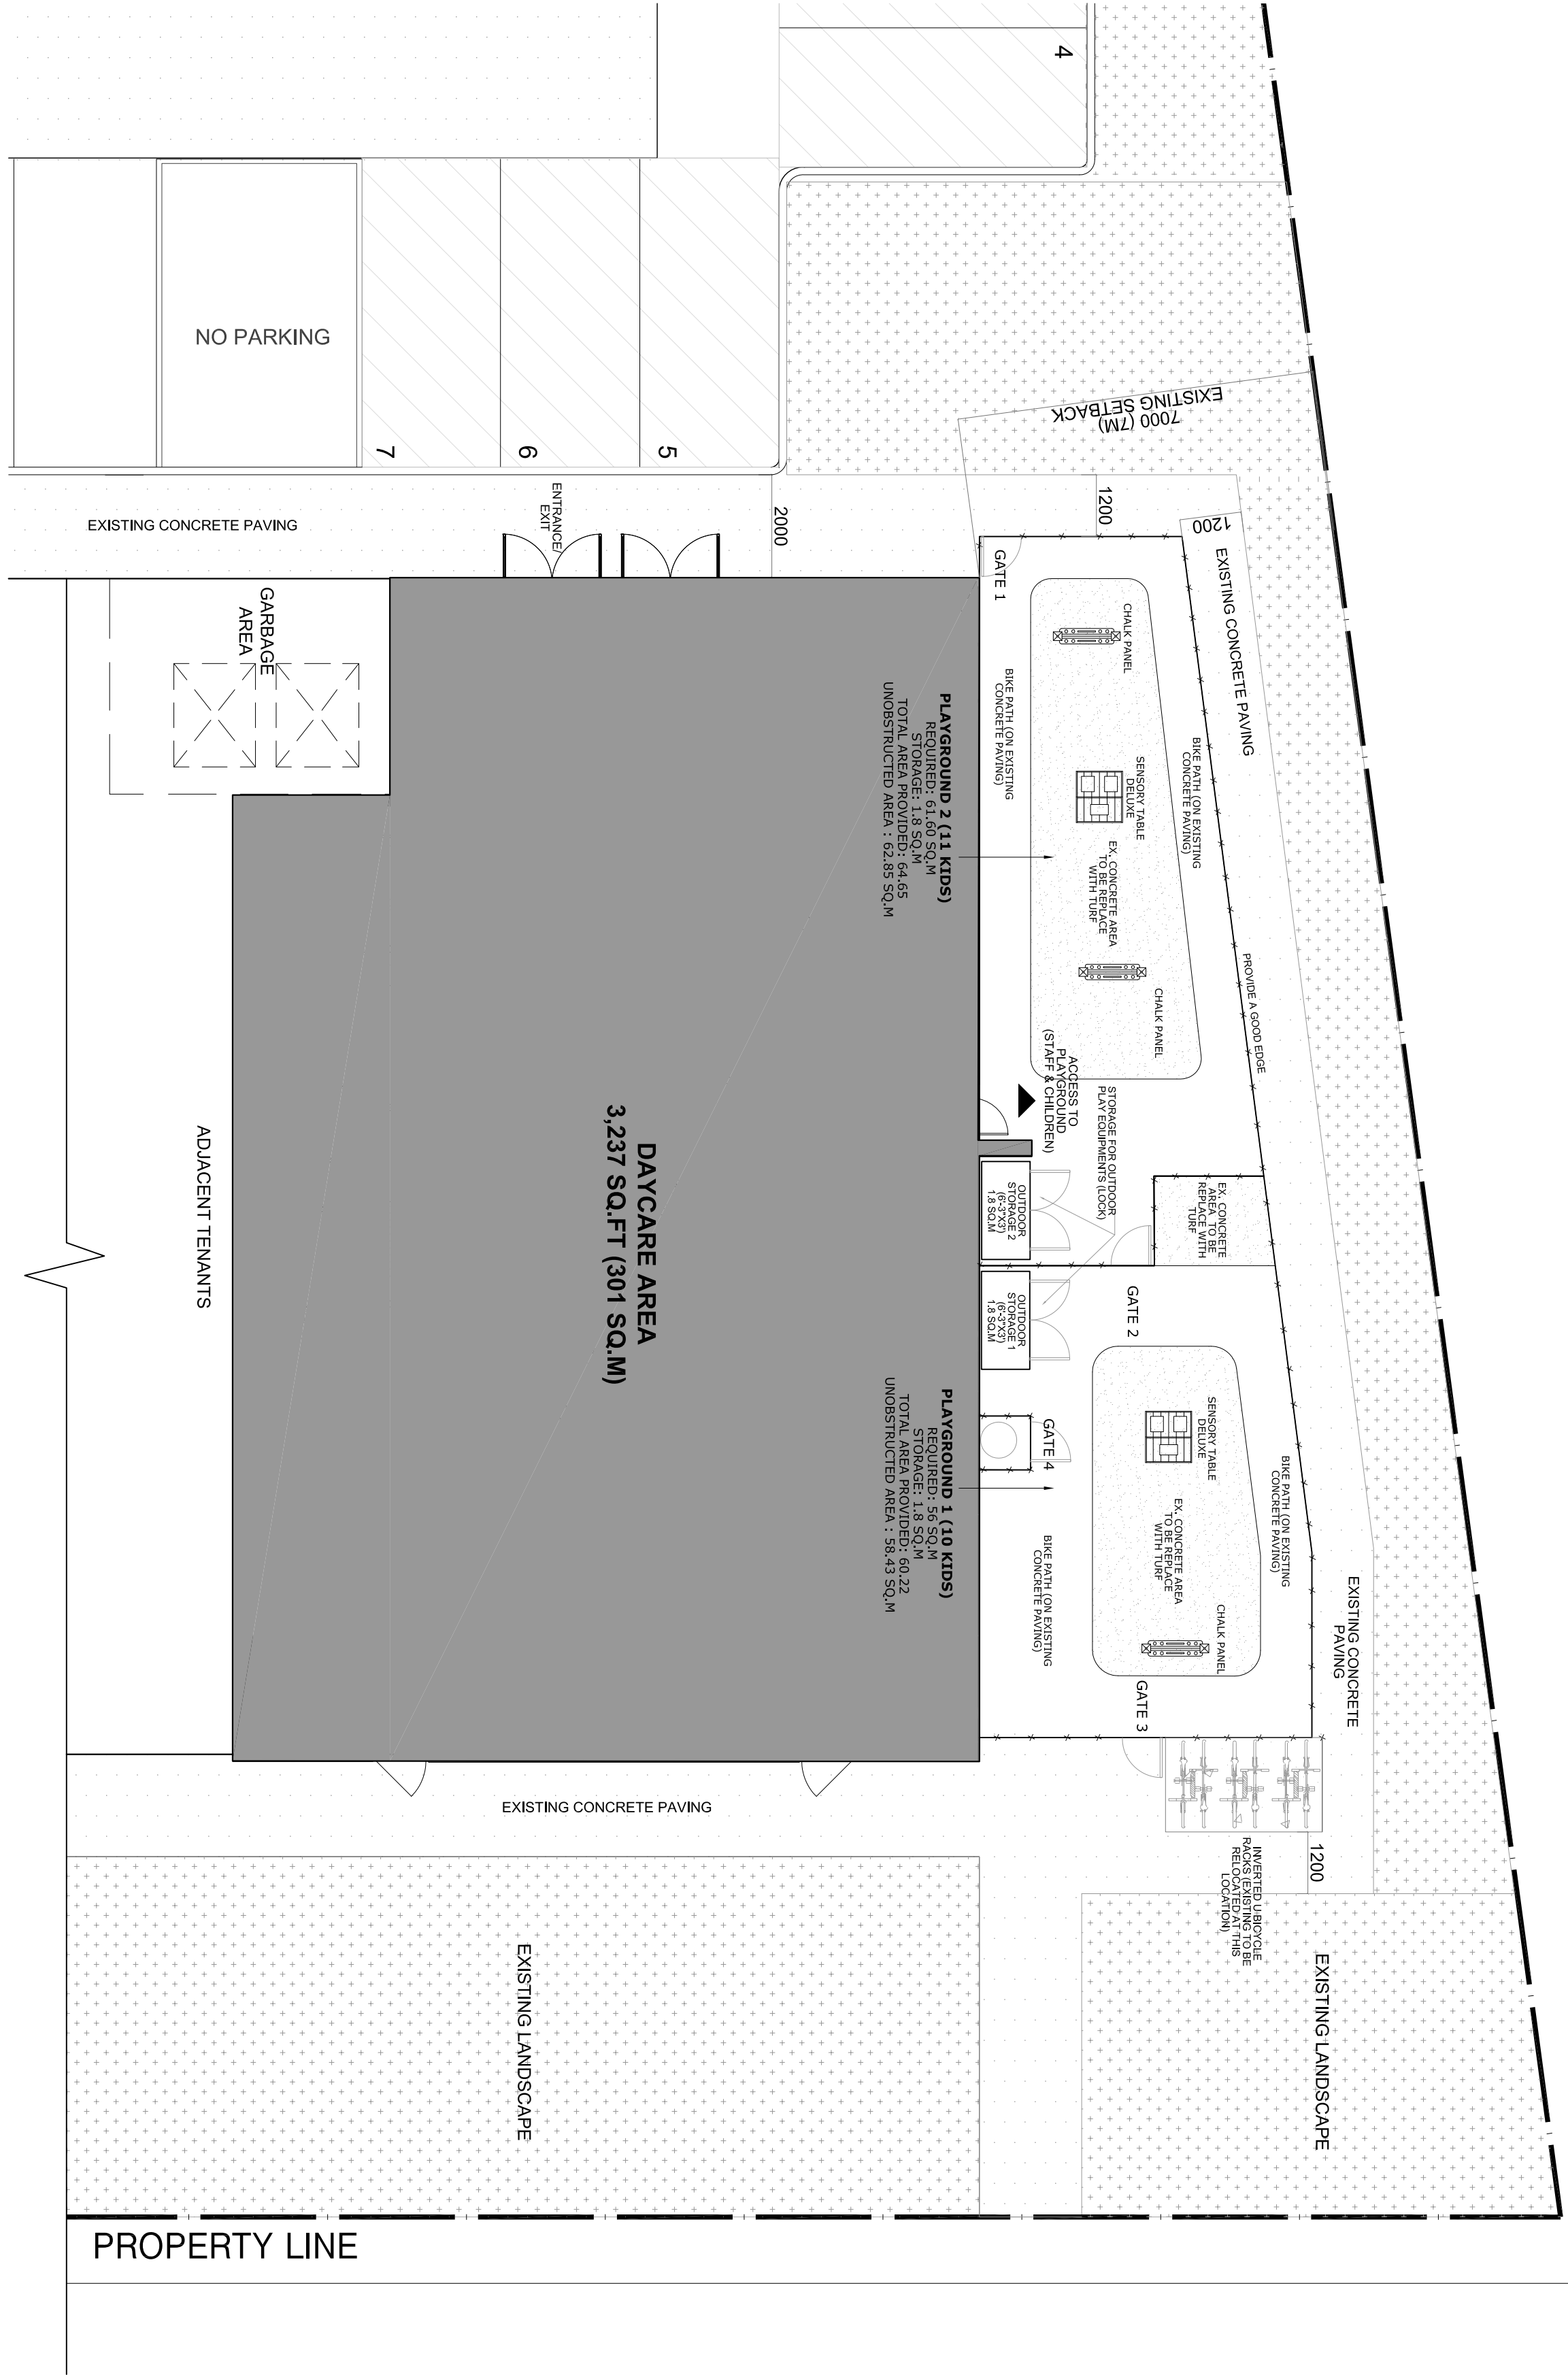 4
NO PARKING
7
6
5
7000 (7M)
EXISTING SETBACK
EXISTING CONCRETE PAVING
ENTRANCE/
EXIT
2000
1200
1200
EXISTING CONCRETE PAVING
GATE 1
GARBAGE
AREA
CHALK PANEL
BIKE PATH (ON EXISTING
CONCRETE PAVING)
BIKE PATH (ON EXISTING
CONCRETE PAVING)
SENSORY TABLE
DELUXE
EX. CONCRETE AREA
TO BE REPLACE
WITH TURF
CHALK PANEL
PROVIDE A GOOD EDGE
PLAYGROUND 2 (11 KIDS)
REQUIRED: 61.60 SQ.M
STORAGE: 1.8 SQ.M
TOTAL AREA PROVIDED: 64.65
UNOBSTRUCTED AREA : 62.85 SQ.M
ACCESS TO
PLAYGROUND
(STAFF & CHILDREN)
STORAGE FOR OUTDOOR
PLAY EQUIPMENTS (LOCK)
EX. CONCRETE
AREA TO BE
REPLACE WITH
TURF
OUTDOOR
STORAGE 2
(6'-3"X3')
1.8 SQ.M
OUTDOOR
STORAGE 1
(6'-3"X3')
1.8 SQ.M
GATE 2
DAYCARE AREA
3,237 SQ.FT (301 SQ.M)
ADJACENT TENANTS
PLAYGROUND 1 (10 KIDS)
REQUIRED: 56 SQ.M
STORAGE: 1.8 SQ.M
TOTAL AREA PROVIDED: 60.22
UNOBSTRUCTED AREA : 58.43 SQ.M
GATE 4
SENSORY TABLE
DELUXE
EX. CONCRETE AREA
TO BE REPLACE
WITH TURF
BIKE PATH (ON EXISTING
CONCRETE PAVING)
BIKE PATH (ON EXISTING
CONCRETE PAVING)
CHALK PANEL
EXISTING CONCRETE
PAVING
GATE 3
EXISTING CONCRETE PAVING
1200
INVERTED U-BICYCLE
RACKS (EXISTING TO BE
RELOCATED AT THIS
LOCATION)
EXISTING LANDSCAPE
EXISTING LANDSCAPE
PROPERTY LINE